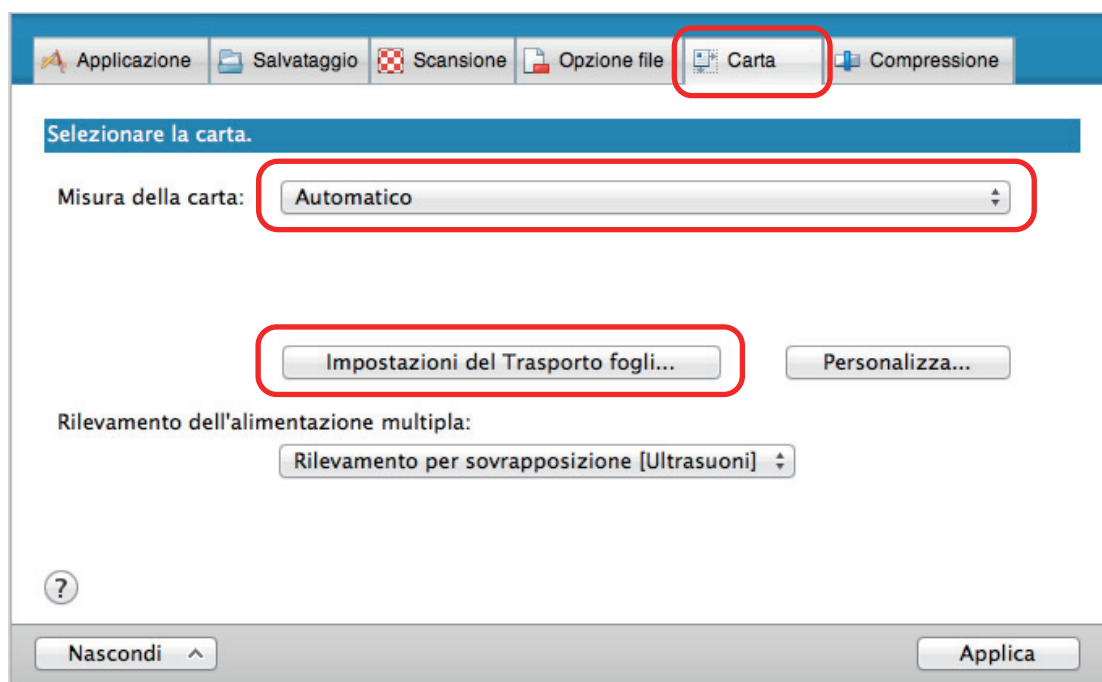 Applicazione Salvataggio Scansione Opzione file Carta Compressione
Selezionare la carta.
Misura della carta: Automatico
Impostazioni del Trasporto fogli... Personalizza...
Rilevamento dell'alimentazione multipla:
Rilevamento per sovrapposizione [Ultrasuoni]
?
Nascondi Applica